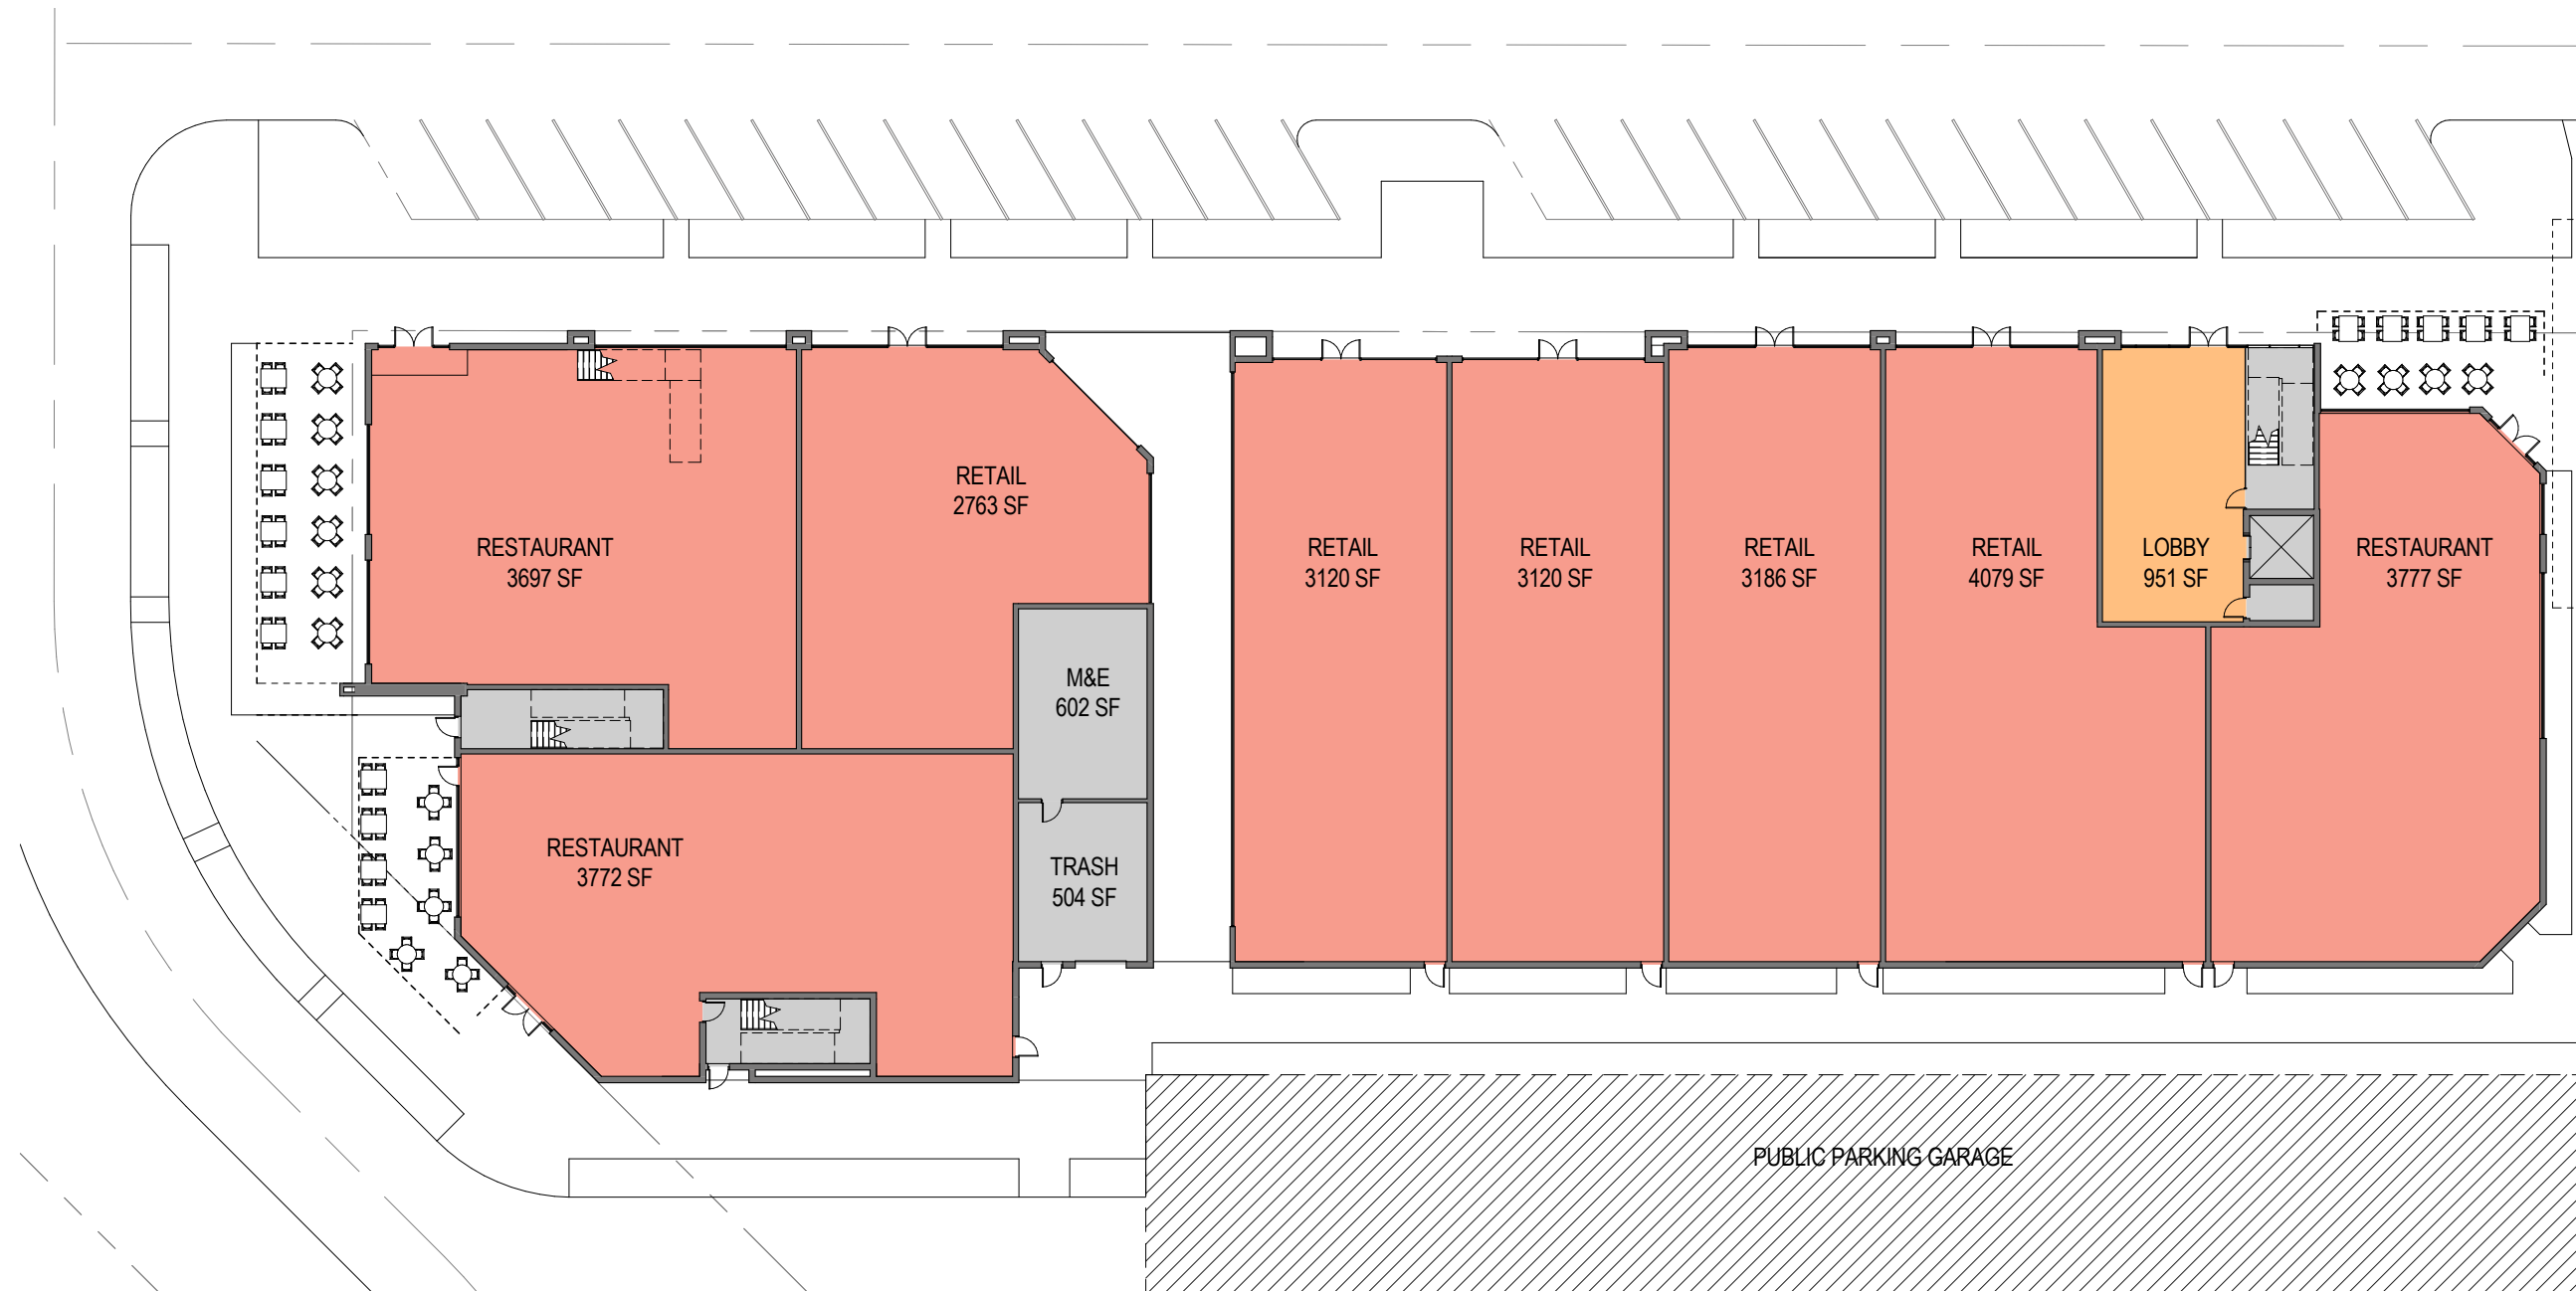 RETAIL
2763 SF
RESTAURANT
3697 SF
RETAIL
3120 SF
RETAIL
3120 SF
RETAIL
3186 SF
RETAIL
4079 SF
LOBBY
951 SF
RESTAURANT
3777 SF
M&E
602 SF
RESTAURANT
3772 SF
TRASH
504 SF
PUBLIC PARKING GARAGE